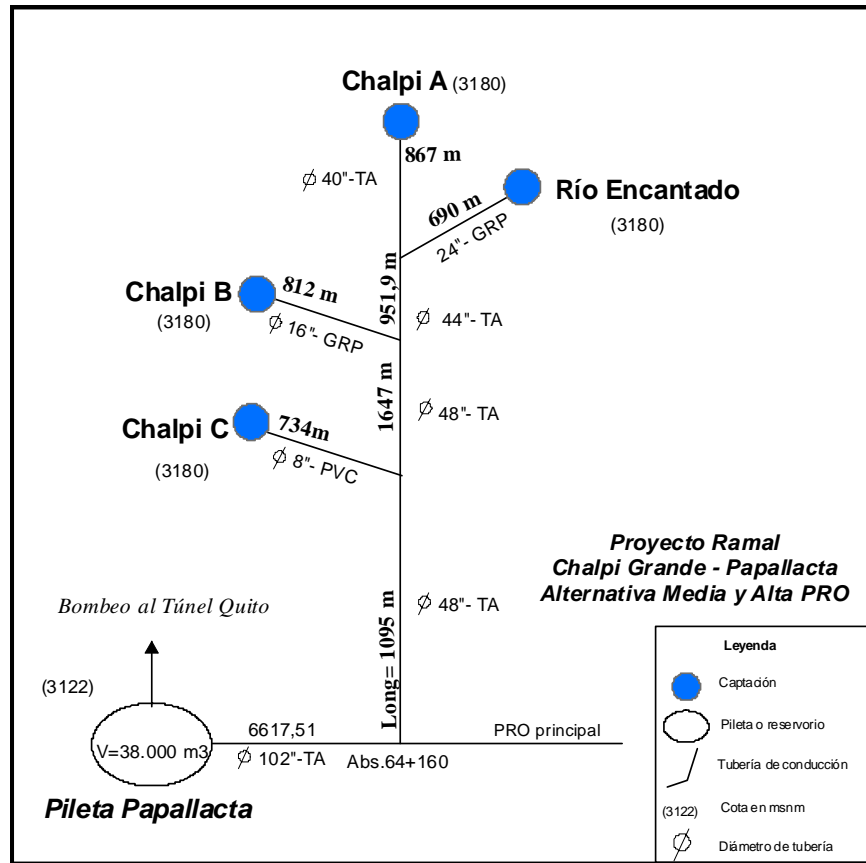 Chalpi A (3180)
867 m
Ø 40"-TA
690 m
Río Encantado
24"- GRP
(3180)
812 m
Chalpi B
(3180)
Ø 16"- GRP
951,9 m
Ø 44"- TA
1647 m
Ø 48"- TA
Chalpi C
734m
(3180)
Ø 8"- PVC
Proyecto Ramal
Chalpi Grande - Papallacta
Alternativa Media y Alta PRO
Bombeo al Túnel Quito
Ø 48"- TA
Long= 1095 m
(3122)
V=38.000 m3
6617,51
PRO principal
Ø 102"-TA
Abs.64+160
Pileta Papallacta
Leyenda
Captación
Pileta o reservorio
Tubería de conducción
(3122) Cota en msnm
Ø Diámetro de tubería